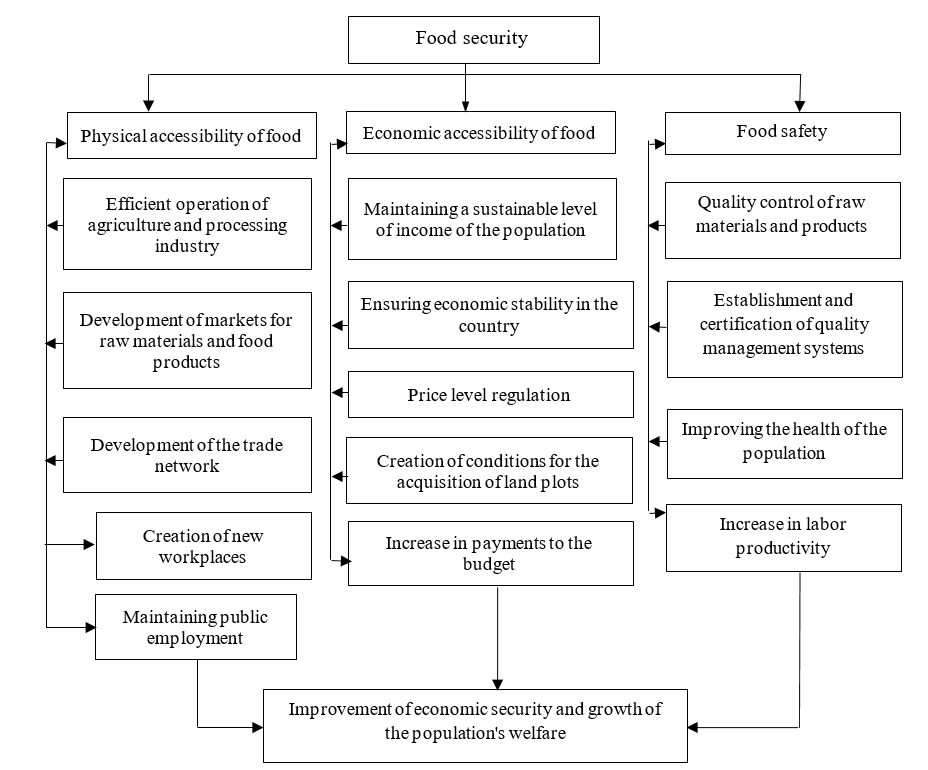 Food security
Physical accessibility of food
Economic accessibility of food
Food safety
Efficient operation of
agriculture and processing
industry
Development of markets for
raw materials and food
products
Development of the trade
network
Creation of new
workplaces
Maintaining public
employment
Maintaining a sustainable level
of income of the population
Ensuring economic stability in the
country
Price level regulation
Creation of conditions for the
acquisition of land plots
Increase in payments to the
budget
Quality control of raw
materials and products
Establishment and
certification of quality
management systems
Improving the health of the
population
Increase in labor
productivity
Improvement of economic security and growth of
the population's welfare